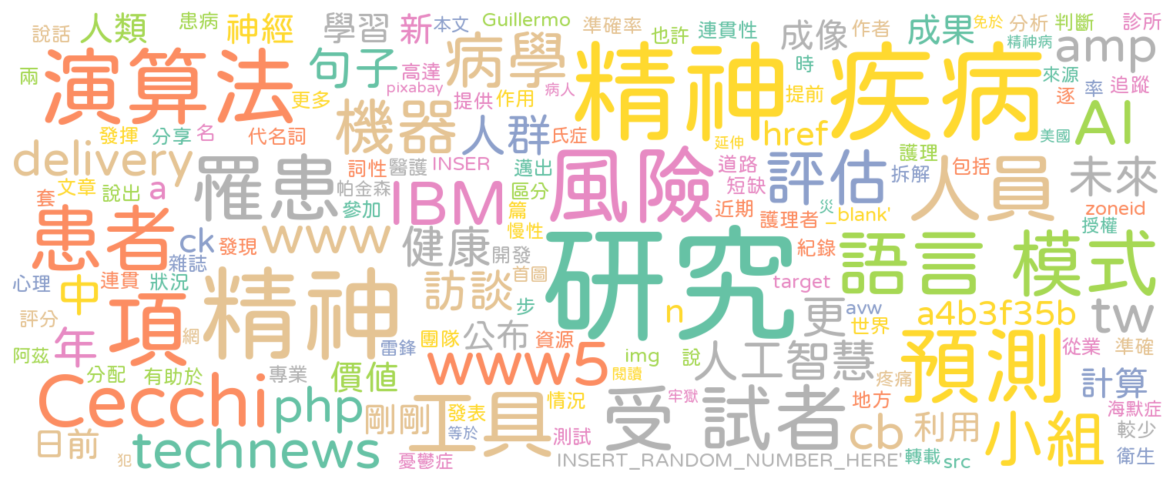 說話 人類 患病 神經 本文 學習 新 Guillermo 準確率 也許 連貫性 成像 作者 成果 免於 分析 判斷 診所
兩 演算法 句子 高達 病學 pixabay 精神 疾病 時 精神病 amp 來源 率 追蹤
更多 機器 提供 作用 病人 人群 提前 href 逐 AI 美國
發揮 分享 名 代名詞 延伸 護理
delivery 罹患 詞性 醫護 INSER 邁出 風險 道路 評估 拆解 包括 人員 未來
套 文章 說出 a 帕金森 參加 IBM 區分 短缺 篇 近期 災 _blank' zoneid
患者 ck 發現 www 健康 慢性 護理者 紀錄 授權
雜誌 開發 研究 語言 模式
心理 連貫 狀況 中 精神 訪談 首圖 target
項 步 n avw a4b3f35b tw
評分 年 網 團隊 公布 資源 更 世界
阿茲 雷鋒 www5 img 說 人工智慧 預測 從業 準確
分配 有助於 專業 價值 閱讀 疼痛 計算
Cecchi php 剛剛 工具 發表 情況 受試者 牢獄 地方 海默症
日前 technews 等於 測試 cb 利用 小組 較少
犯 憂鬱症 INSERT_RANDOM_NUMBER_HERE' 轉載 src 衛生
氏症